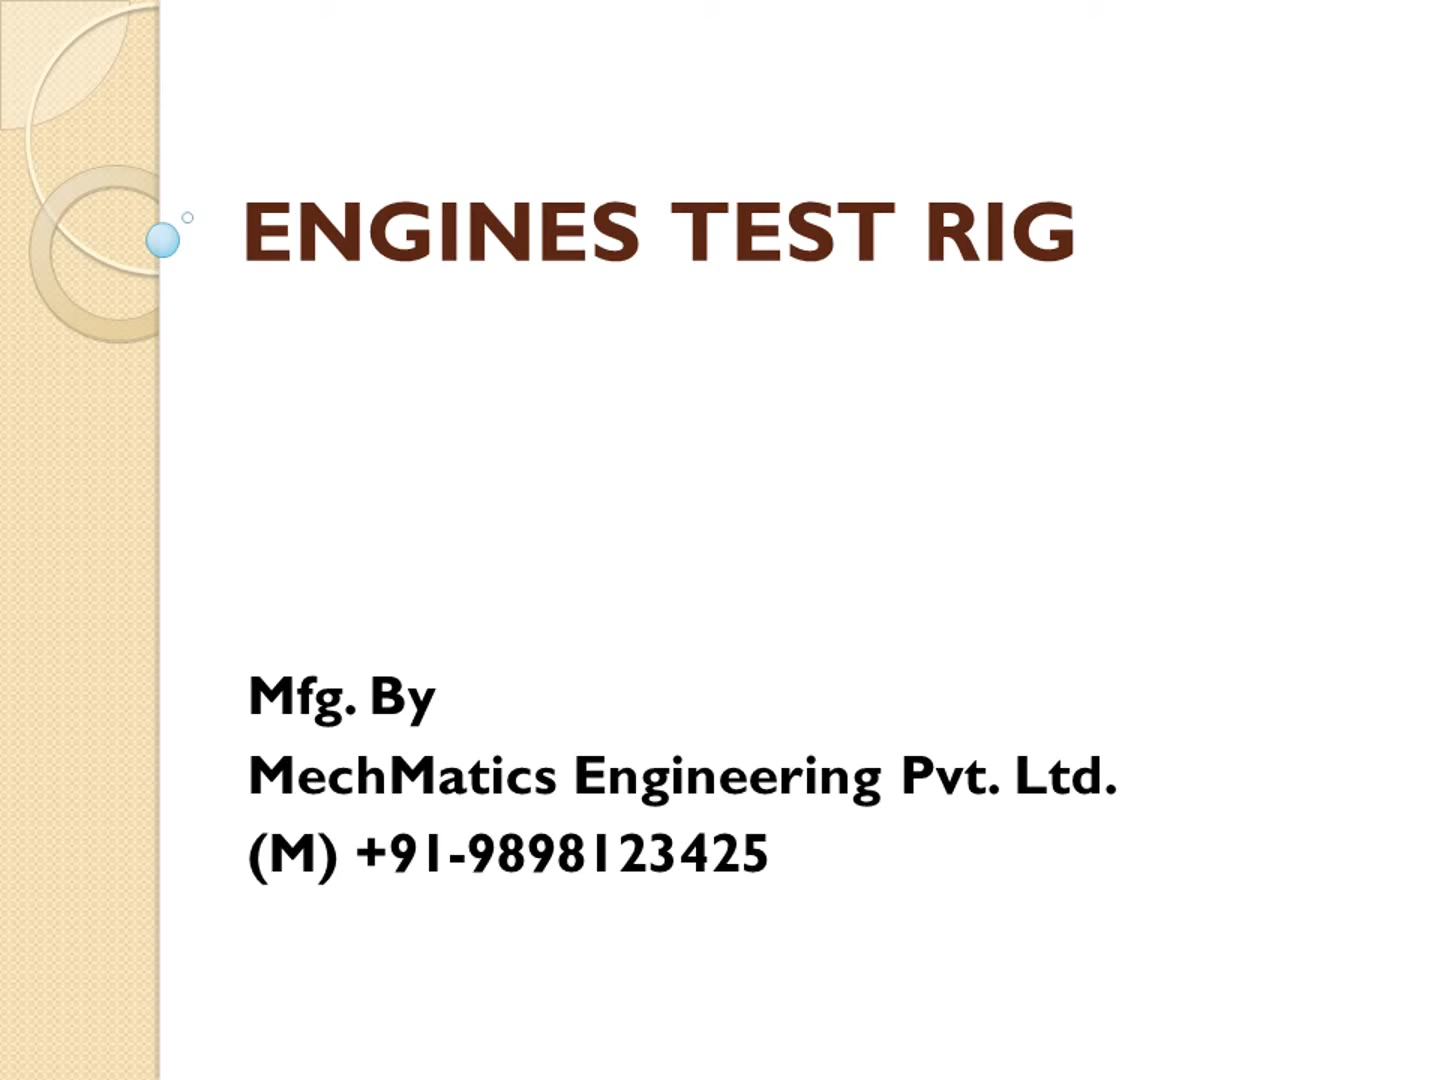 ENGINES TEST RIG
Mfg. By
MechMatics Engineering Pvt. Ltd.
(M) +91-9898123425